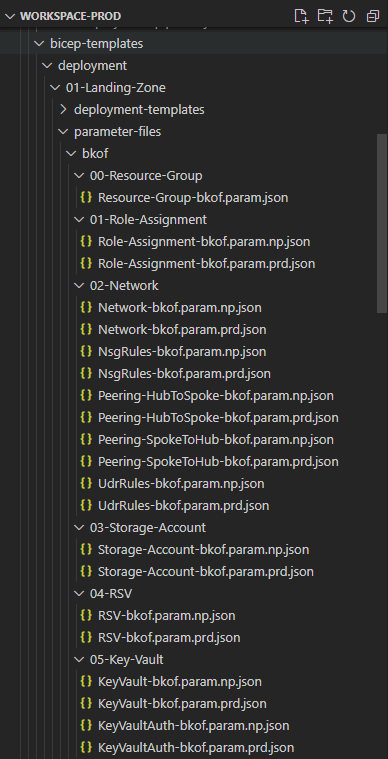 WORKSPACE-PROD
bicep-templates
deployment
01-Landing-Zone
deployment-templates
parameter-files
bkof
00-Resource-Group
{} Resource-Group-bkof.param.json
01-Role-Assignment
{} Role-Assignment-bkof.param.np.json
{} Role-Assignment-bkof.param.prd.json
02-Network
{} Network-bkof.param.np.json
{} Network-bkof.param.prd.json
{} NsgRules-bkof.param.np.json
{} NsgRules-bkof.param.prd.json
{} Peering-HubToSpoke-bkof.param.np.json
{} Peering-HubToSpoke-bkof.param.prd.json
{} Peering-SpokeToHub-bkof.param.np.json
{} Peering-SpokeToHub-bkof.param.prd.json
{} UdrRules-bkof.param.np.json
{} UdrRules-bkof.param.prd.json
03-Storage-Account
{} Storage-Account-bkof.param.np.json
{} Storage-Account-bkof.param.prd.json
04-RSV
{} RSV-bkof.param.np.json
{} RSV-bkof.param.prd.json
05-Key-Vault
{} KeyVault-bkof.param.np.json
{} KeyVault-bkof.param.prd.json
{} KeyVaultAuth-bkof.param.np.json
{} KeyVaultAuth-bkof.param.prd.json